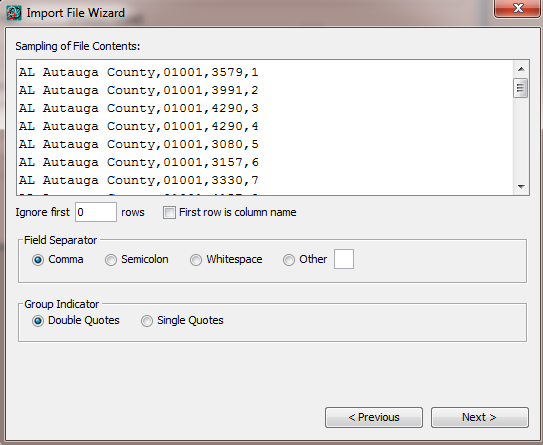 Import File Wizard
Sampling of File Contents:
AL Autauga County,01001,3579,1
AL Autauga County,01001,3991,2
AL Autauga County,01001,4290,3
AL Autauga County,01001,4290,4
AL Autauga County,01001,3080,5
AL Autauga County,01001,3157,6
AL Autauga County,01001,3330,7
Ignore first 0 rows First row is column name
Field Separator
Comma Semicolon Whitespace Other
Group Indicator
Double Quotes Single Quotes
< Previous Next >